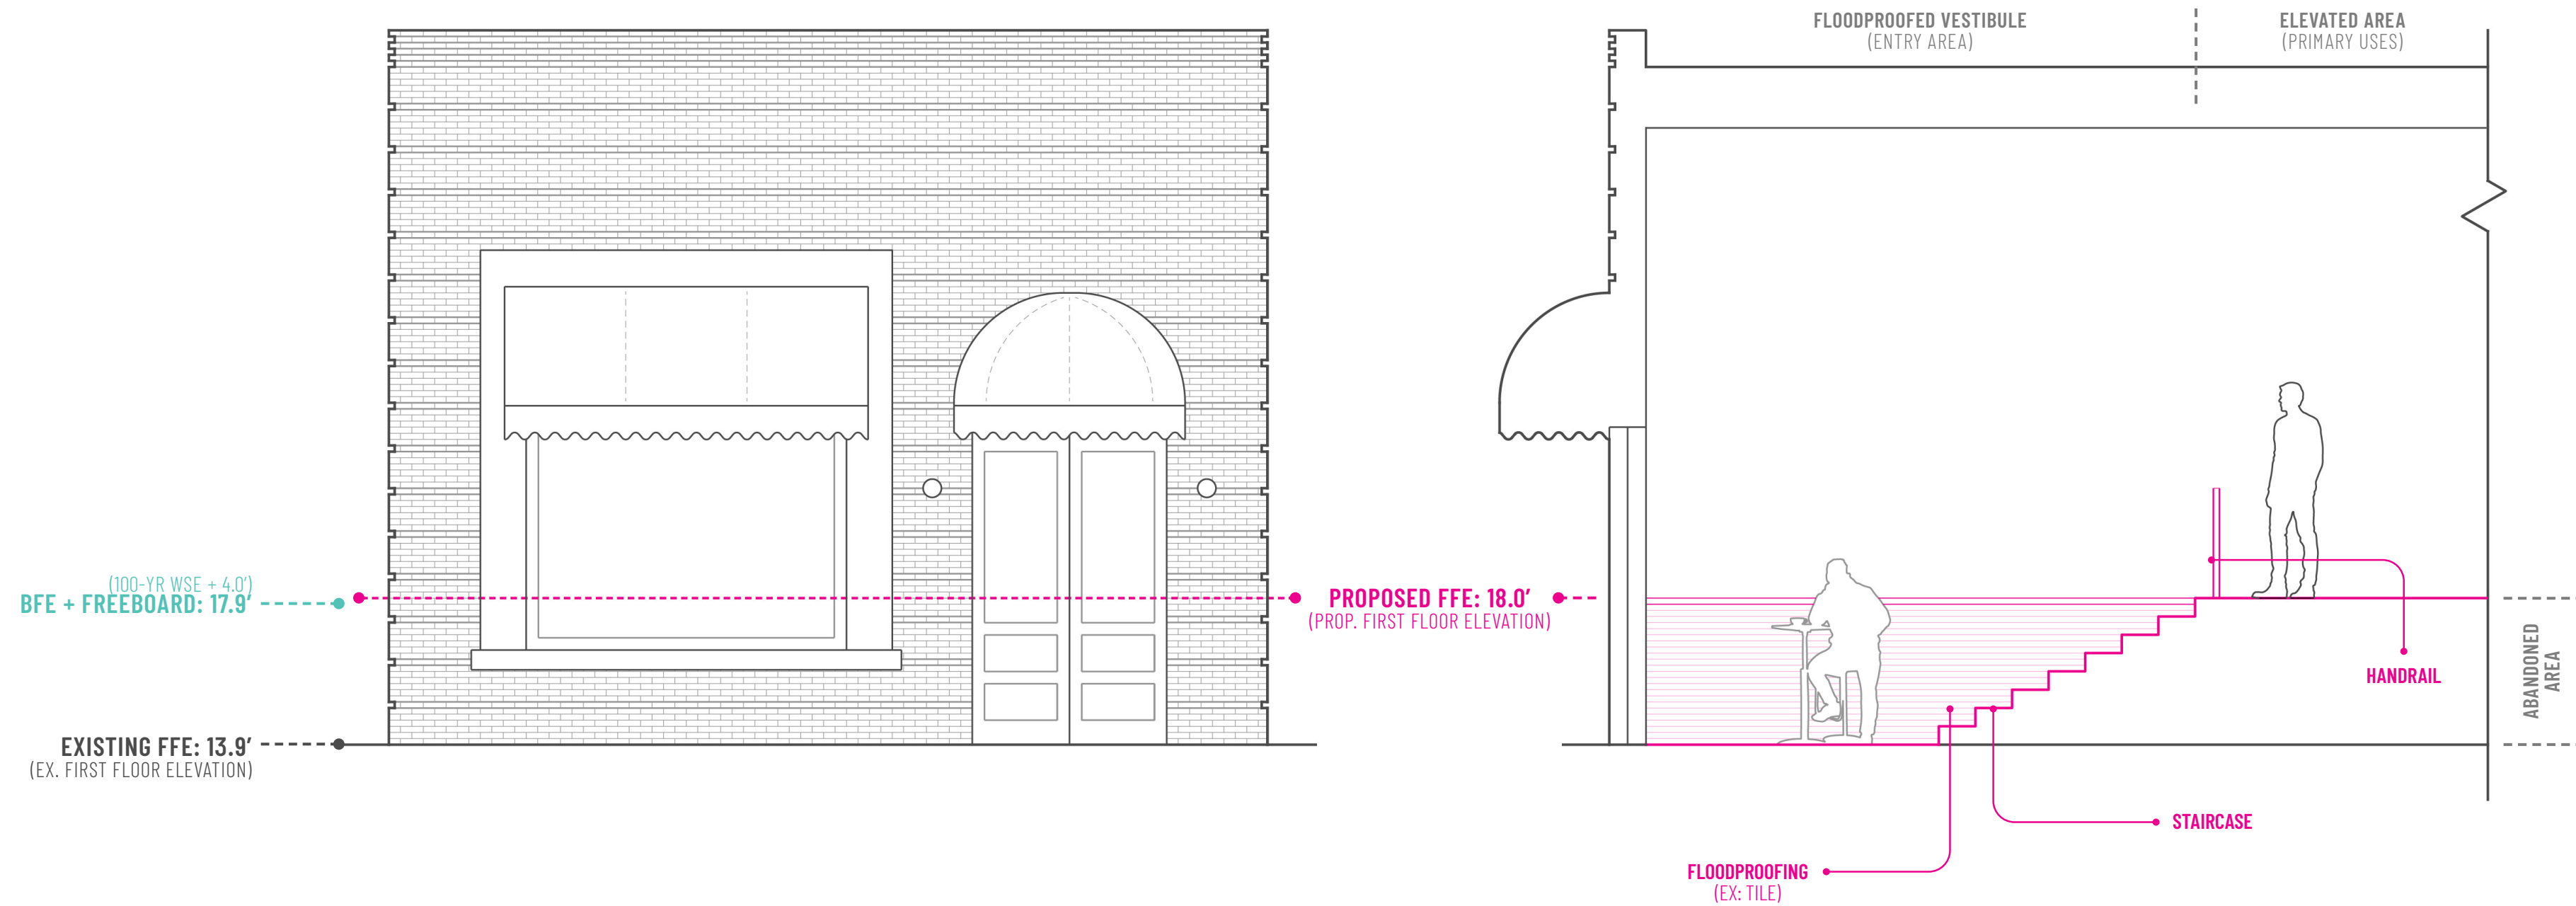 FLOODPROOFED VESTIBULE
(ENTRY AREA)
ELEVATED AREA
(PRIMARY USES)
(100-YR WSE + 4.0')
BFE + FREEBOARD: 17.9'
PROPOSED FFE: 18.0'
(PROP. FIRST FLOOR ELEVATION)
HANDRAIL
ABANDONED
AREA
EXISTING FFE: 13.9'
(EX. FIRST FLOOR ELEVATION)
STAIRCASE
FLOODPROOFING
(EX: TILE)